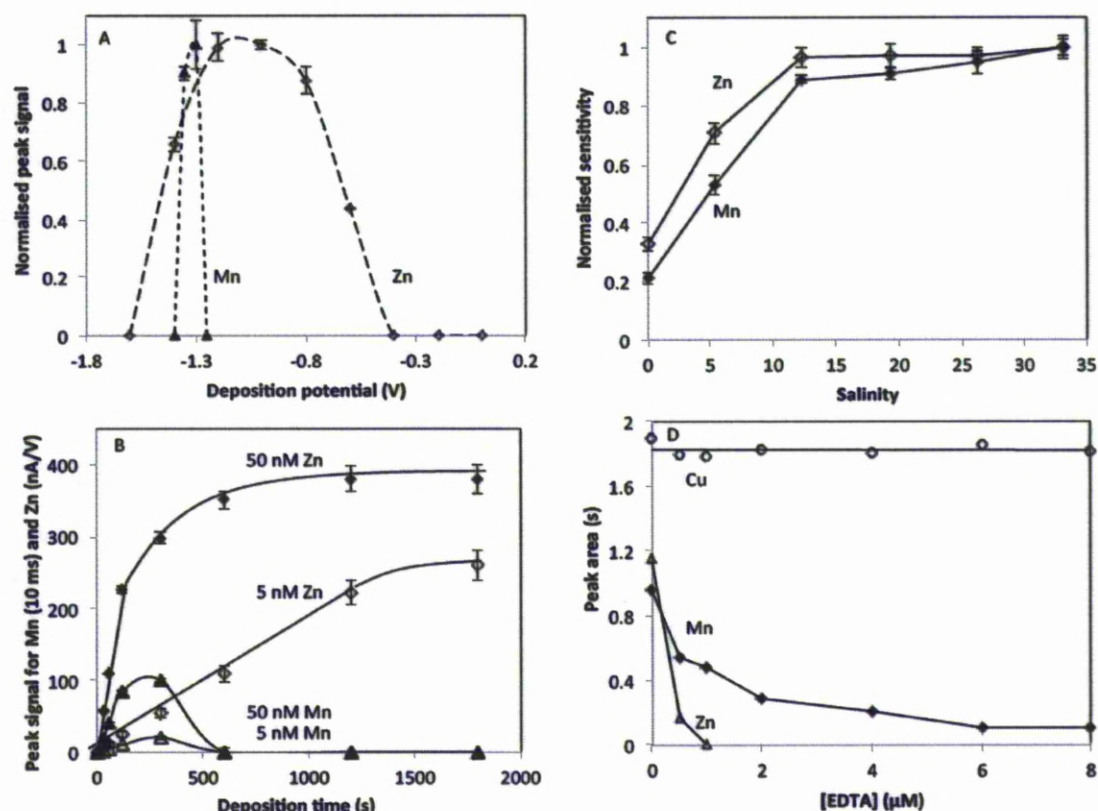 A
Normalised peak signal
1
0.8
0.6
0.4
0.2
0
Mn
Zn
-1.8
-1.3
-0.8
-0.3
0.2
Deposition potential (V)
C
Normalised sensitivity
1
0.8
0.6
0.4
0.2
0
Zn
Mn
0
5
10
15
20
25
30
35
Salinity
B
Peak signal for Mn (10 ms) and Zn (nA/V)
400
300
200
100
0
50 nM Zn
5 nM Zn
50 nM Mn
5 nM Mn
0
500
1000
1500
2000
Deposition time (s)
D
Peak area (s)
2
1.6
1.2
0.8
0.4
0
Cu
Mn
Zn
0
2
4
6
8
[EDTA] (µM)